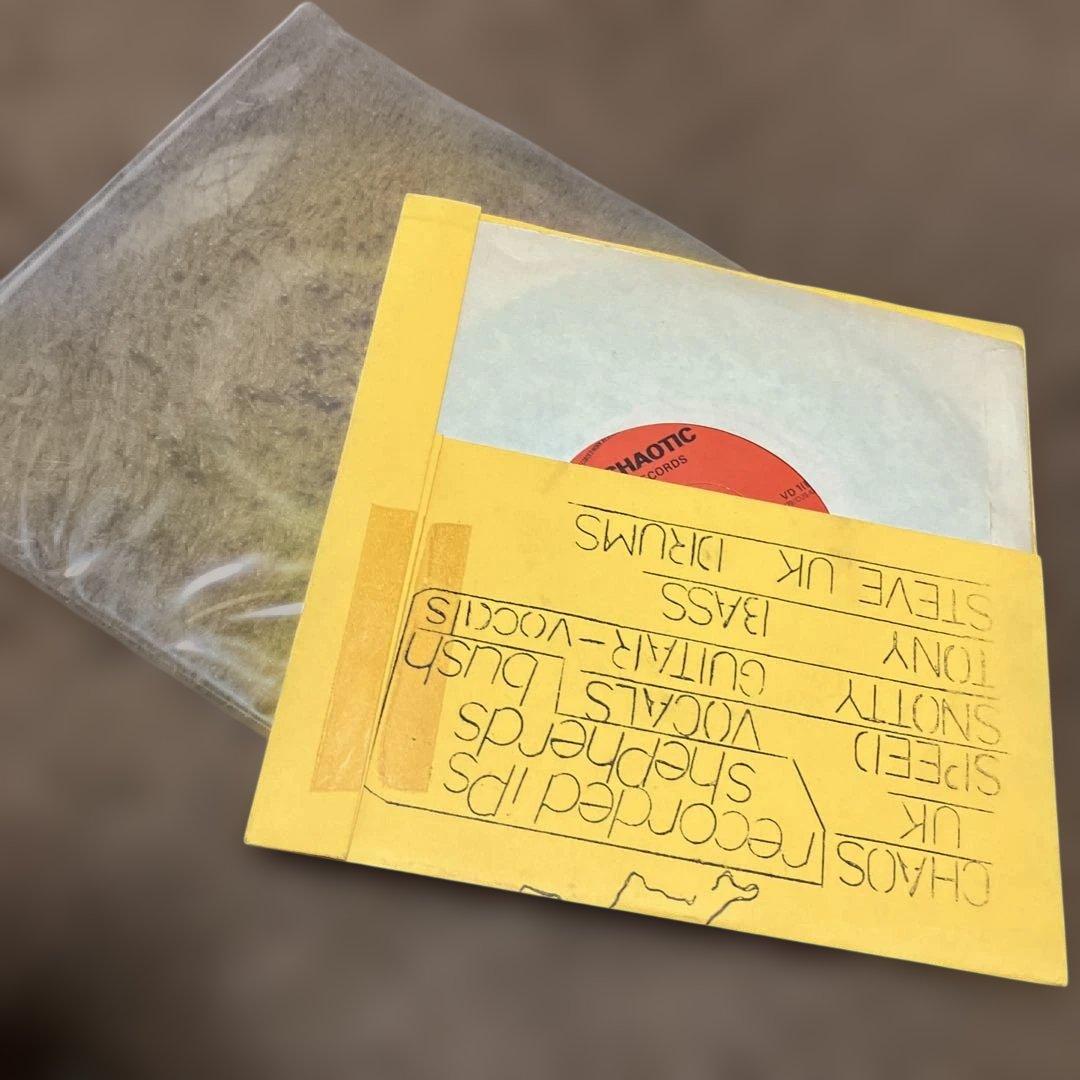 CHAOTIC
RECORDS
VD 1
CHAOS
UK
SPEED VOCALS
SNOTTY GUITAR-VOCALS
TONY BASS
STEVE UK DRUMS
recorded iPs
shepherds
bush